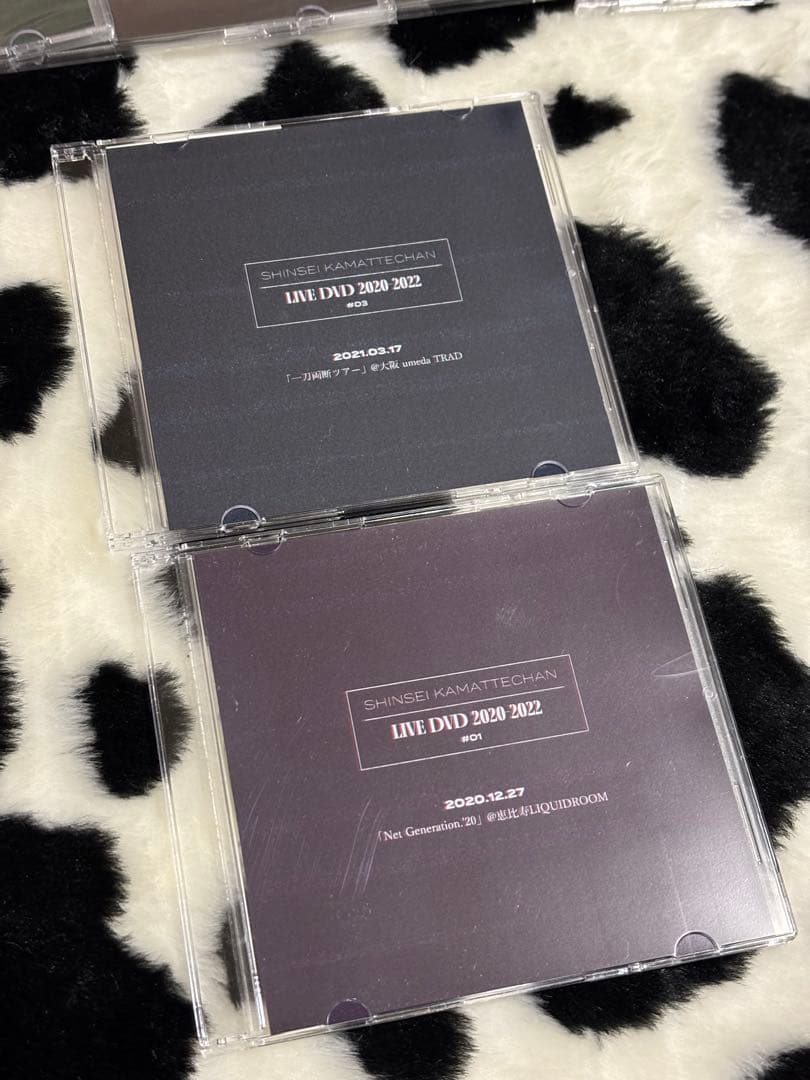 SHINSEI KAMATTECHAN
LIVE DVD 2020-2022
#03
2021.03.17
「一刀両断ツアー」@大阪 umeda TRAD
SHINSEI KAMATTECHAN
LIVE DVD 2020-2022
#01
2020.12.27
「Net Generation.'20」@恵比寿LIQUIDROOM